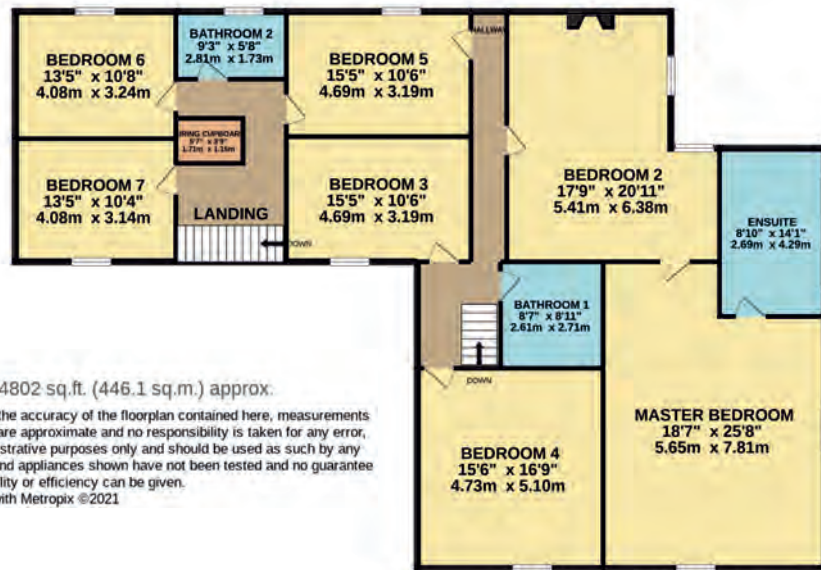 BEDROOM 6
13'5" x 10'8"
4.08m x 3.24m
BATHROOM 2
9'3" x 5'8"
2.81m x 1.73m
BEDROOM 5
15'5" x 10'6"
4.69m x 3.19m
HALLWAY
BEDROOM 2
17'9" x 20'11"
5.41m x 6.38m
BEDROOM 7
13'5" x 10'4"
4.08m x 3.14m
LANDING
DOWN
BEDROOM 3
15'5" x 10'6"
4.69m x 3.19m
ENSUITE
8'10" x 14'1"
2.69m x 4.29m
BATHROOM 1
8'7" x 8'11"
2.61m x 2.71m
DOWN
BEDROOM 4
15'6" x 16'9"
4.73m x 5.10m
MASTER BEDROOM
18'7" x 25'8"
5.65m x 7.81m
4802 sq.ft. (446.1 sq.m.) approx.
the accuracy of the floorplan contained here, measurements
are approximate and no responsibility is taken for any error,
strative purposes only and should be used as such by any
nd appliances shown have not been tested and no guarantee
lity or efficiency can be given.
ith Metropix ©2021